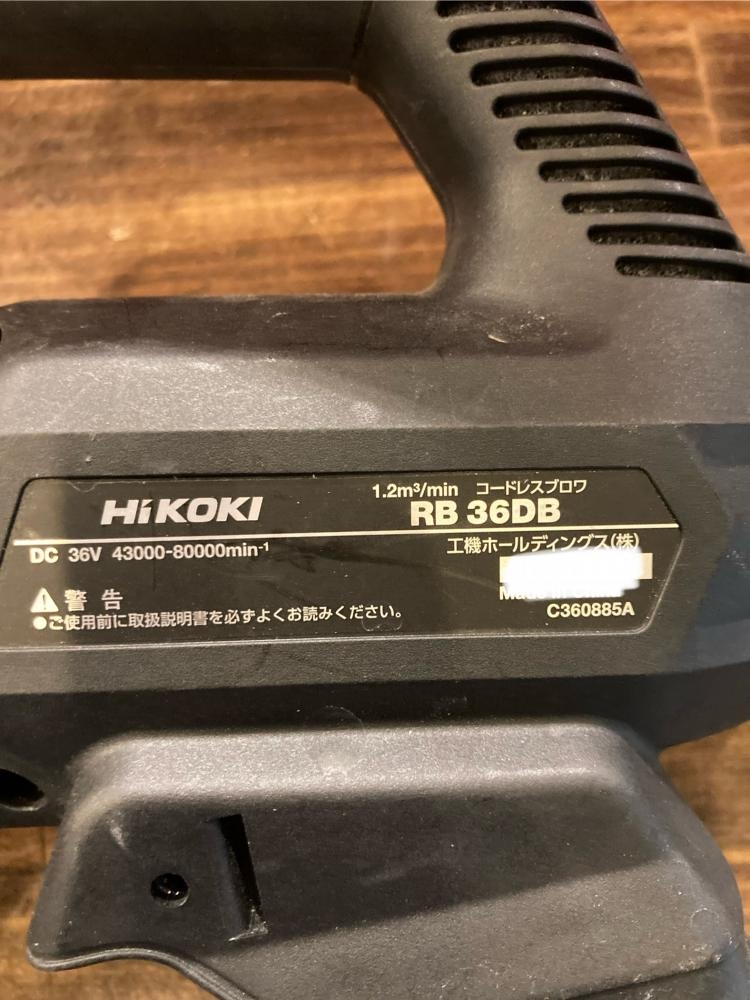 1.2m³/min コードレスブロワ
HiKOKI RB 36DB
DC 36V 43000-80000min⁻¹
工機ホールディングス(株)
C360885A
⚠警告
●ご使用前に取扱説明書を必ずよくお読みください。